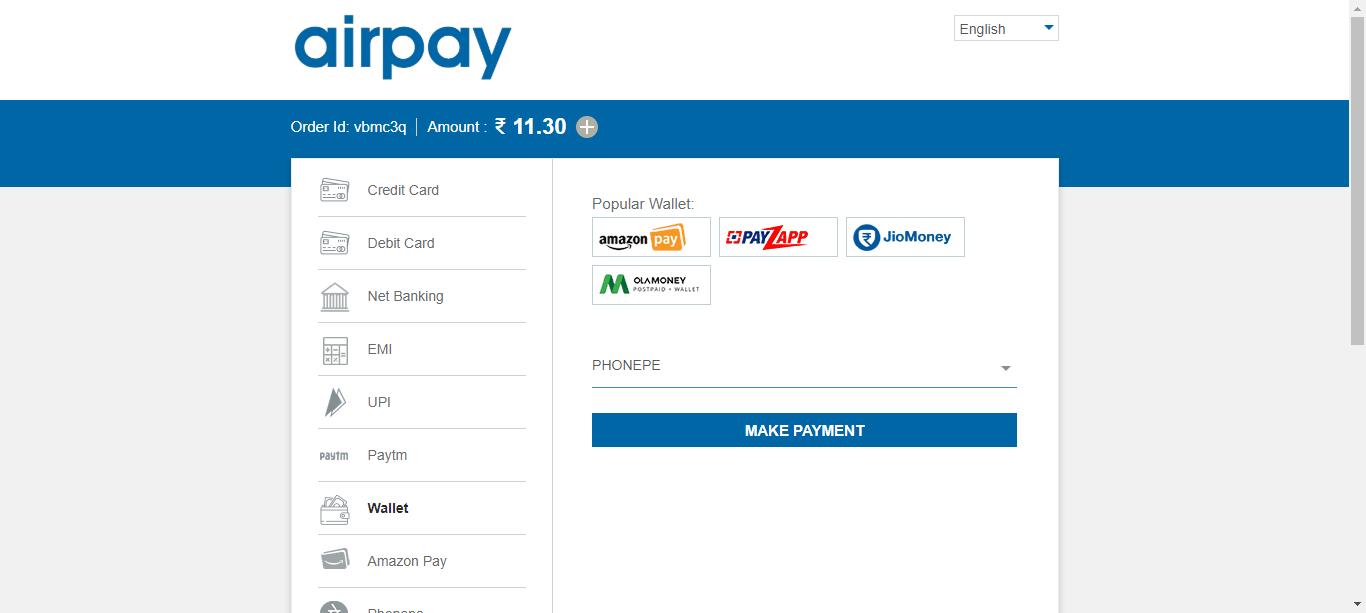 airpay
English
Order Id: vbmc3q | Amount : ₹ 11.30
Credit Card
Debit Card
Net Banking
EMI
UPI
paytm Paytm
Wallet
Amazon Pay
Phonepe
Popular Wallet:
amazon pay
PAYZAPP
JioMoney
OLAMONEY
POSTPAID + WALLET
PHONEPE
MAKE PAYMENT